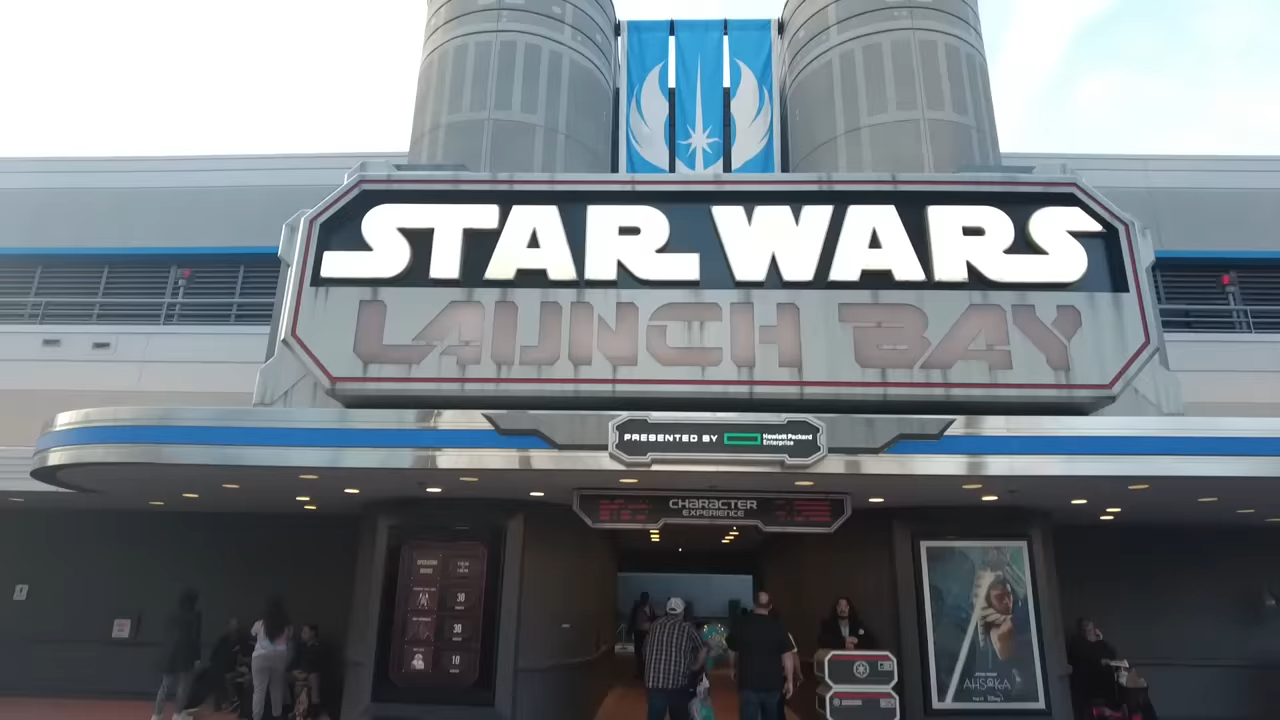 STAR WARS
LAUNCH BAY
PRESENTED BY Hewlett Packard
Enterprise
CHARACTER
EXPERIENCE
30
30
10
AHSOKA